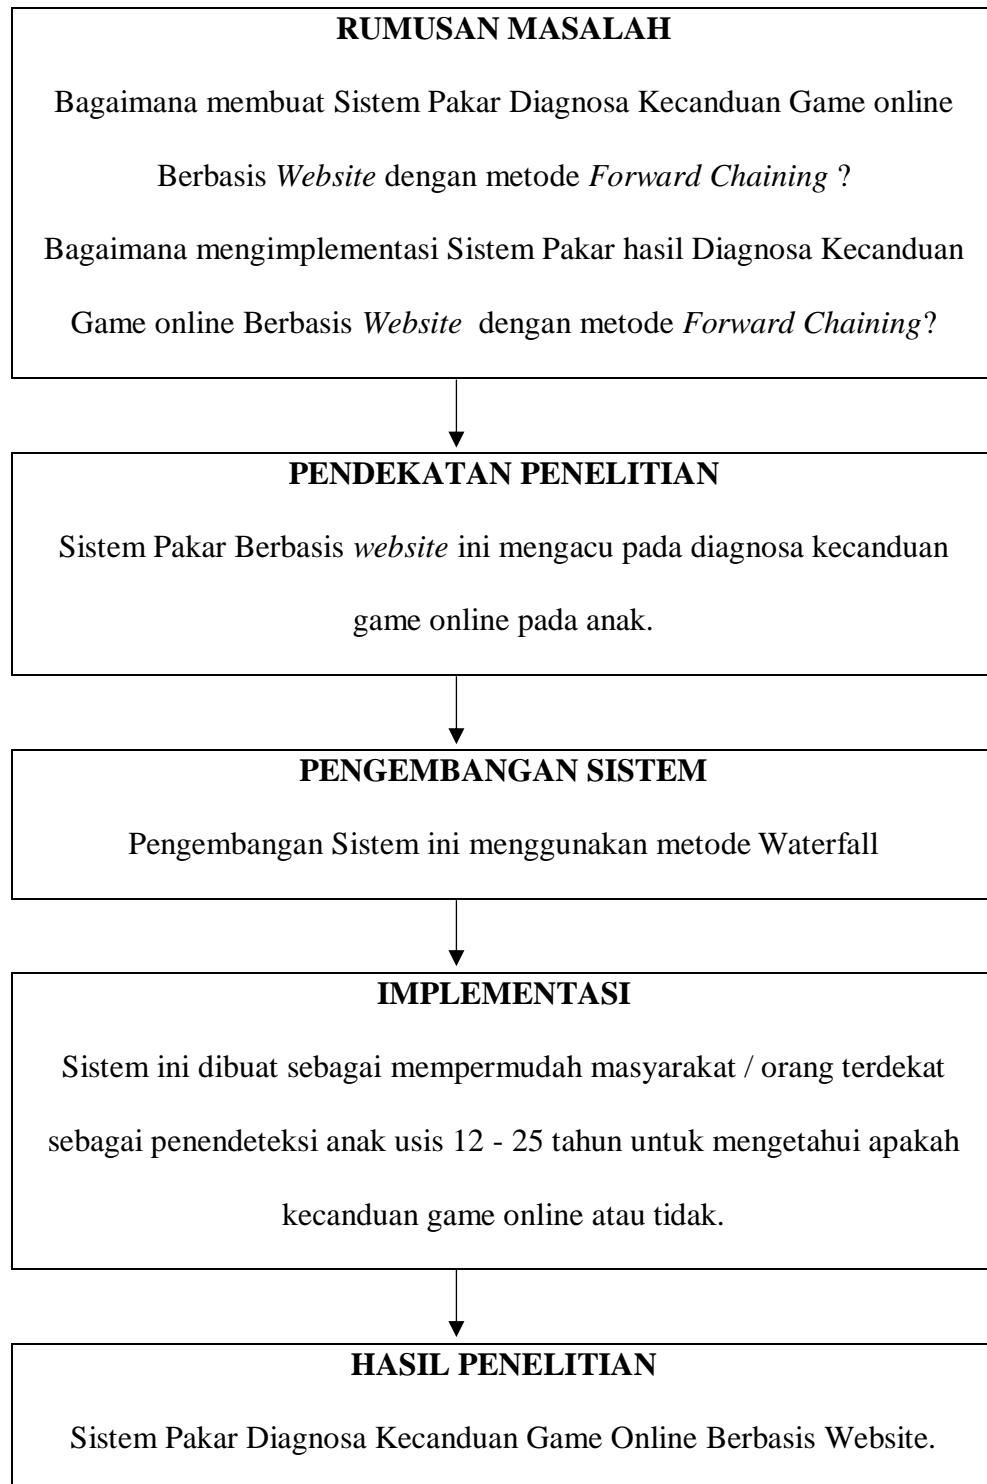 RUMUSAN MASALAH
Bagaimana membuat Sistem Pakar Diagnosa Kecanduan Game online
Berbasis Website dengan metode Forward Chaining ?
Bagaimana mengimplementasi Sistem Pakar hasil Diagnosa Kecanduan
Game online Berbasis Website dengan metode Forward Chaining?
PENDEKATAN PENELITIAN
Sistem Pakar Berbasis website ini mengacu pada diagnosa kecanduan
game online pada anak.
PENGEMBANGAN SISTEM
Pengembangan Sistem ini menggunakan metode Waterfall
IMPLEMENTASI
Sistem ini dibuat sebagai mempermudah masyarakat / orang terdekat
sebagai penendeteksi anak usis 12 - 25 tahun untuk mengetahui apakah
kecanduan game online atau tidak.
HASIL PENELITIAN
Sistem Pakar Diagnosa Kecanduan Game Online Berbasis Website.